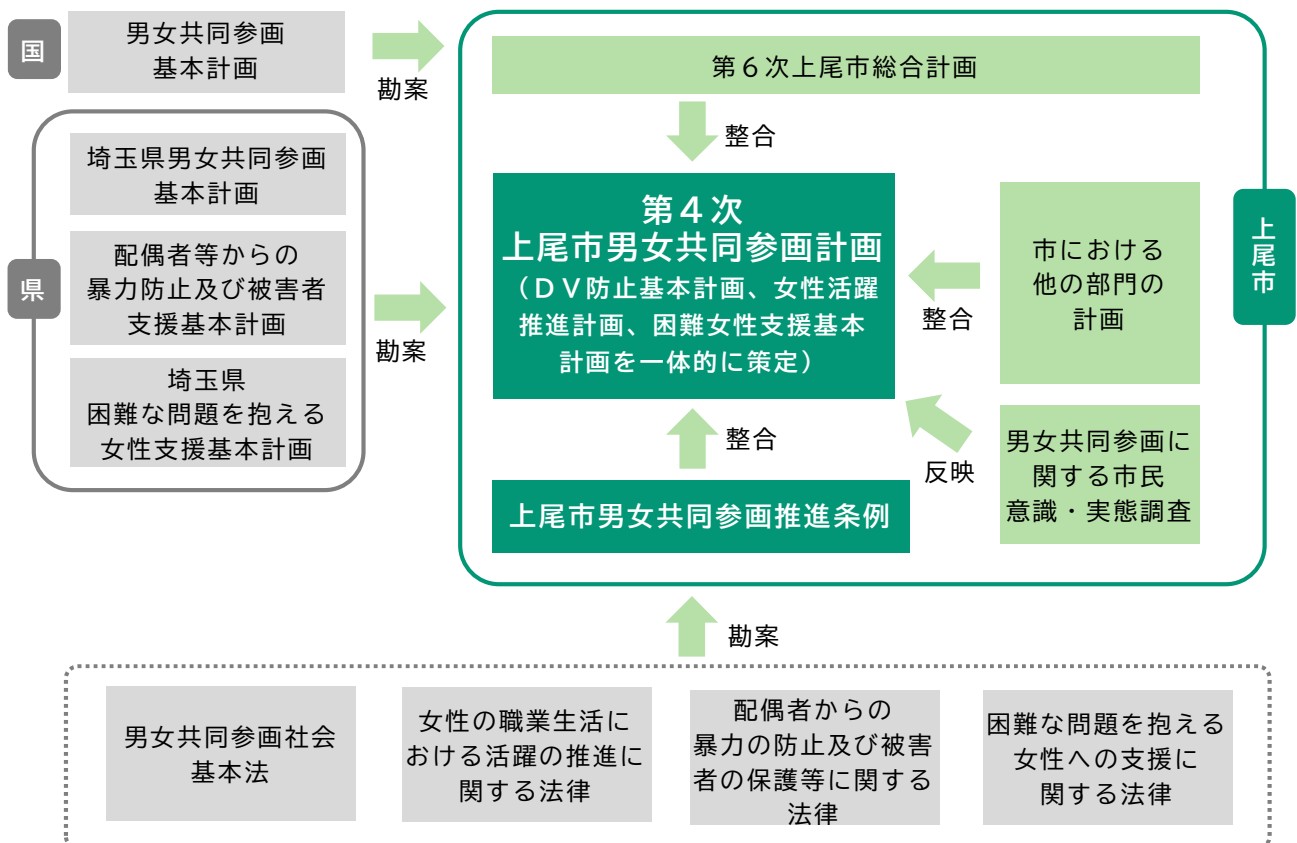 国
男女共同参画
基本計画
勘案
県
埼玉県男女共同参画
基本計画
配偶者等からの
暴力防止及び被害者
支援基本計画
埼玉県
困難な問題を抱える
女性支援基本計画
勘案
上尾市
第６次上尾市総合計画
整合
第４次
上尾市男女共同参画計画
（ＤＶ防止基本計画、女性活躍
推進計画、困難女性支援基本
計画を一体的に策定）
整合
市における
他の部門の
計画
整合
上尾市男女共同参画推進条例
反映
男女共同参画に
関する市民
意識・実態調査
勘案
男女共同参画社会
基本法
女性の職業生活に
おける活躍の推進に
関する法律
配偶者からの
暴力の防止及び被害
者の保護等に関する
法律
困難な問題を抱える
女性への支援に
関する法律